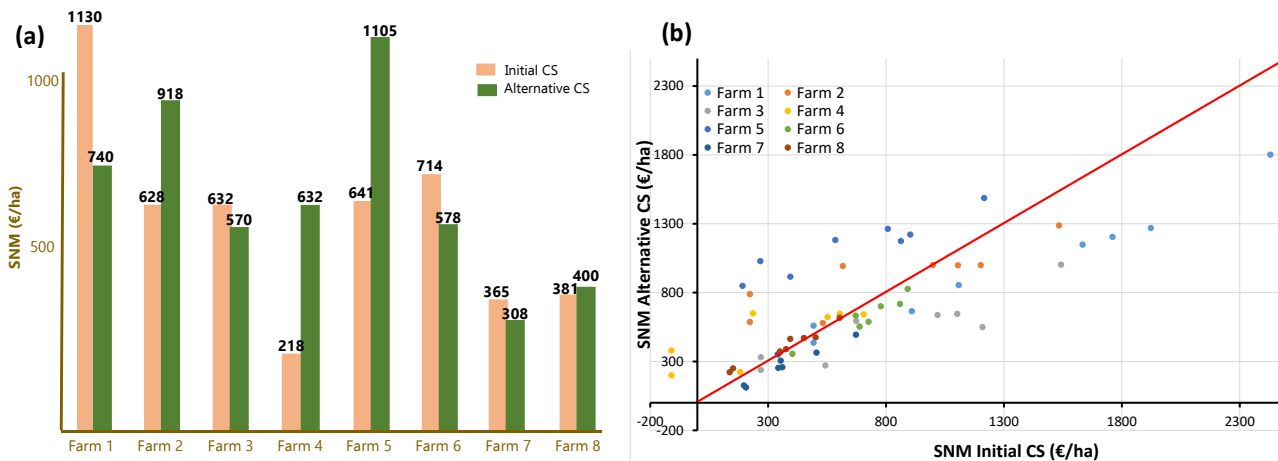 (a)
1130
740
628
918
632
570
218
632
641
1105
714
578
365
308
381
400
1000
500
SNM (€/ha)
Initial CS
Alternative CS
Farm 1 Farm 2 Farm 3 Farm 4 Farm 5 Farm 6 Farm 7 Farm 8
(b)
SNM Alternative CS (€/ha)
2300
1800
1300
800
300
-200
Farm 1 Farm 2
Farm 3 Farm 4
Farm 5 Farm 6
Farm 7 Farm 8
-200 300 800 1300 1800 2300
SNM Initial CS (€/ha)